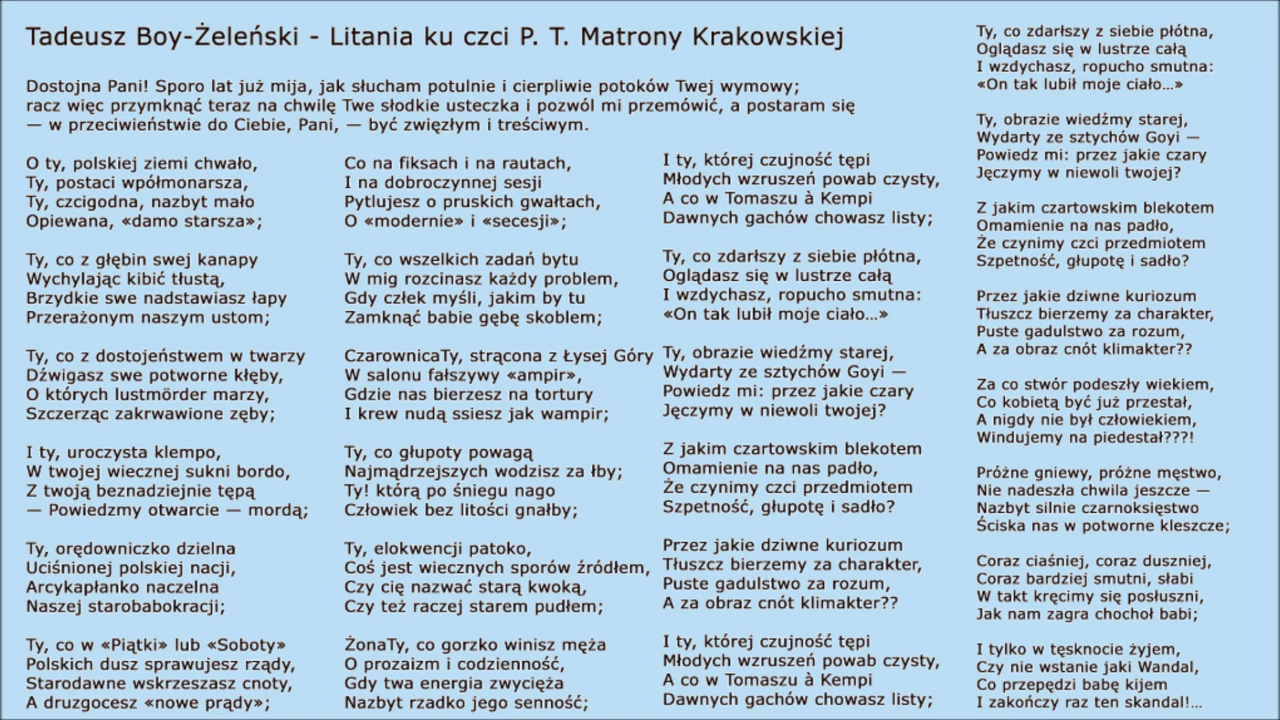 Tadeusz Boy-Żeleński - Litania ku czci P. T. Matrony Krakowskiej
Dostojna Pani! Sporo lat już mija, jak słucham potulnie i cierpliwie potoków Twej wymowy;
racz więc przymknąć teraz na chwilę Twe słodkie usteczka i pozwól mi przemówić, a postaram się
— w przeciwieństwie do Ciebie, Pani, — być zwięzłym i treściwym.
O ty, polskiej ziemi chwało,
Ty, postaci wpółmonarsza,
Ty, czcigodna, nazbyt mało
Opiewana, «damo starsza»;
Ty, co z głębin swej kanapy
Wychylając kibić tłustą,
Brzydkie swe nadstawiasz łapy
Przerażonym naszym ustom;
Ty, co z dostojeństwem w twarzy
Dźwigasz swe potworne kłęby,
O których lustmörder marzy,
Szczerząc zakrwawione zęby;
I ty, uroczysta klempo,
W twojej wiecznej sukni bordo,
Z twoją beznadziejnie tępą
— Powiedzmy otwarcie — mordą;
Ty, orędowniczko dzielna
Uciśnionej polskiej nacji,
Arcykapłanko naczelna
Naszej starobabokracji;
Ty, co w «Piątki» lub «Soboty»
Polskich dusz sprawujesz rządy,
Starodawne wskrzeszasz cnoty,
A druzgocesz «nowe prądy»;
Co na fiksach i na rautach,
I na dobroczynnej sesji
Pytlujesz o pruskich gwałtach,
O «modernie» i «secesji»;
Ty, co wszelkich zadań bytu
W mig rozcinasz każdy problem,
Gdy człek myśli, jakim by tu
Zamknąć babie gębę skoblem;
CzarownicaTy, strącona z Łysej Góry
W salonu fałszywy «ampir»,
Gdzie nas bierzesz na tortury
I krew nudą ssiesz jak wampir;
Ty, co głupoty powagą
Najmądrzejszych wodzisz za łby;
Ty! którą po śniegu nago
Człowiek bez litości gnałby;
Ty, elokwencji patoko,
Coś jest wiecznych sporów źródłem,
Czy cię nazwać starą kwoką,
Czy też raczej starem pudłem;
ŻonaTy, co gorzko winisz męża
O prozaizm i codzienność,
Gdy twa energia zwycięża
Nazbyt rzadko jego senność;
I ty, której czujność tępi
Młodych wzruszeń powab czysty,
A co w Tomaszu à Kempi
Dawnych gachów chowasz listy;
Ty, co zdarłszy z siebie płótna,
Oglądasz się w lustrze całą
I wzdychasz, ropucho smutna:
«On tak lubił moje ciało…»
Ty, obrazie wiedźmy starej,
Wydarty ze sztychów Goyi —
Powiedz mi: przez jakie czary
Jęczymy w niewoli twojej?
Z jakim czartowskim blekotem
Omamienie na nas padło,
Że czynimy czci przedmiotem
Szpetność, głupotę i sadło?
Przez jakie dziwne kuriozum
Tłuszcz bierzemy za charakter,
Puste gadulstwo za rozum,
A za obraz cnót klimakter??
I ty, której czujność tępi
Młodych wzruszeń powab czysty,
A co w Tomaszu à Kempi
Dawnych gachów chowasz listy;
Ty, co zdarłszy z siebie płótna,
Oglądasz się w lustrze całą
I wzdychasz, ropucho smutna:
«On tak lubił moje ciało…»
Ty, obrazie wiedźmy starej,
Wydarty ze sztychów Goyi —
Powiedz mi: przez jakie czary
Jęczymy w niewoli twojej?
Z jakim czartowskim blekotem
Omamienie na nas padło,
Że czynimy czci przedmiotem
Szpetność, głupotę i sadło?
Przez jakie dziwne kuriozum
Tłuszcz bierzemy za charakter,
Puste gadulstwo za rozum,
A za obraz cnót klimakter??
Za co stwór podeszły wiekiem,
Co kobietą być już przestał,
A nigdy nie był człowiekiem,
Windujemy na piedestał???!
Próżne gniewy, próżne męstwo,
Nie nadeszła chwila jeszcze —
Nazbyt silnie czarnoksięstwo
Ściska nas w potworne kleszcze;
Coraz ciaśniej, coraz duszniej,
Coraz bardziej smutni, słabi
W takt kręcimy się posłuszni,
Jak nam zagra chochoł babi;
I tylko w tęsknocie żyjem,
Czy nie wstanie jaki Wandal,
Co przepędzi babę kijem
I zakończy raz ten skandal!…